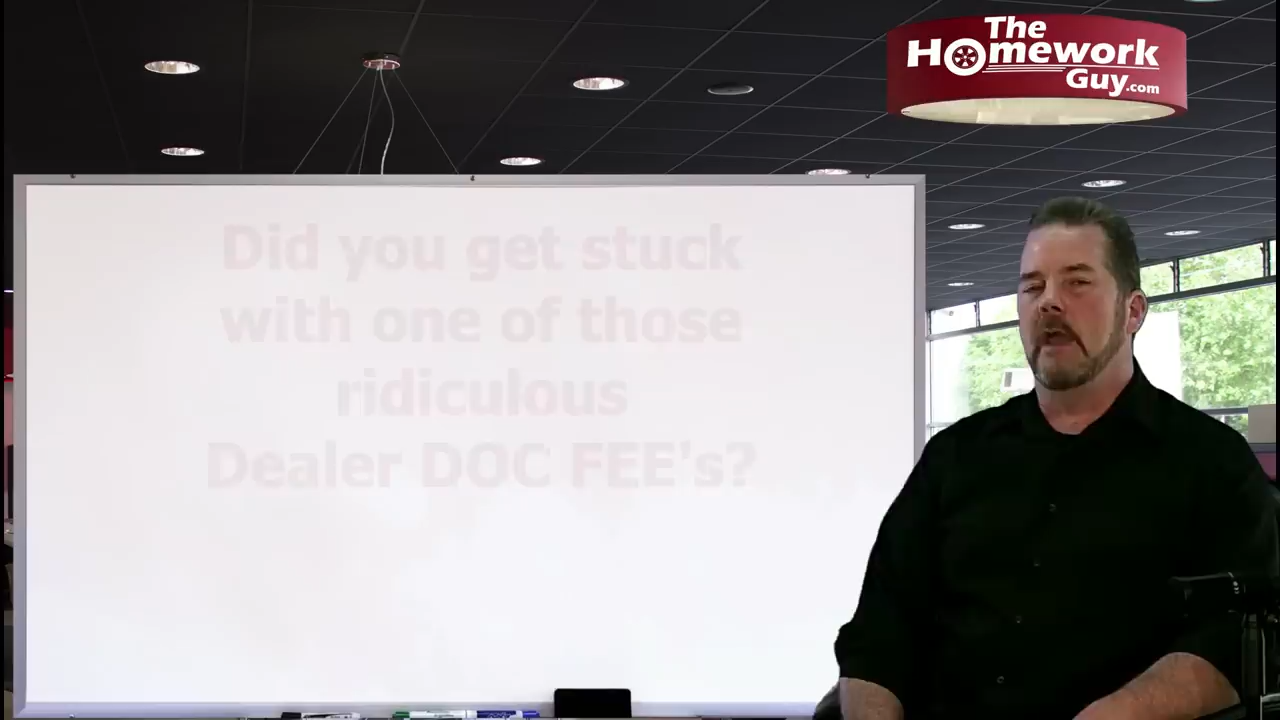 The
Homework
Guy.com
Did you get stuck
with one of those
ridiculous
Dealer DOC FEE's?